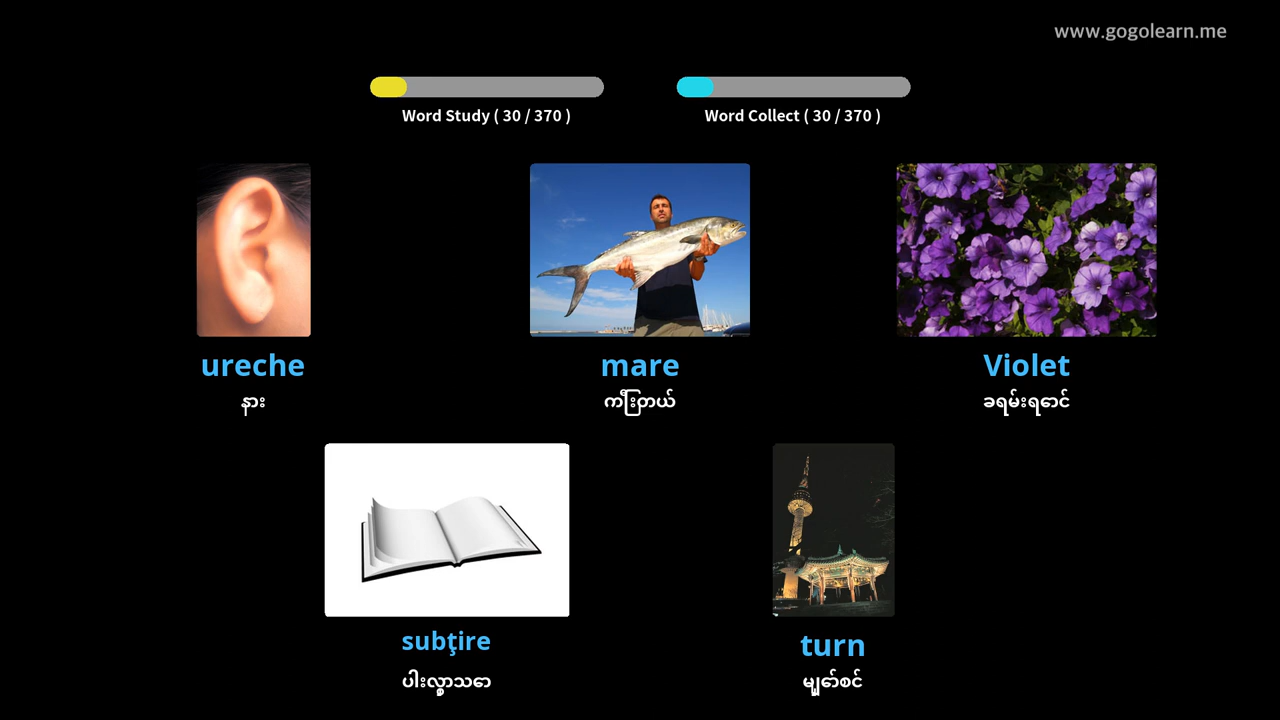 www.gogolearn.me
Word Study ( 30 / 370 )
Word Collect ( 30 / 370 )
ureche
mare
Violet
နား
ကြီးတယ်
ခရမ်းရောင်
subţire
turn
ပါးလွှာသော
မျှော်စင်